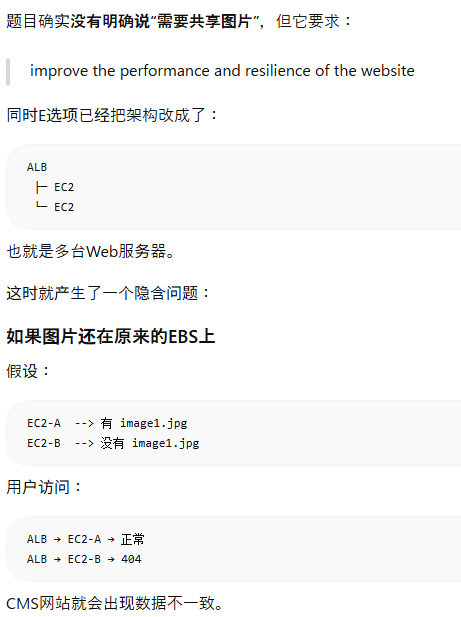 题目确实没有明确说“需要共享图片”，但它要求：
improve the performance and resilience of the website
同时E选项已经把架构改成了：
ALB
├─ EC2
└─ EC2
也就是多台Web服务器。
这时就产生了一个隐含问题：
如果图片还在原来的EBS上
假设：
EC2-A --> 有 image1.jpg
EC2-B --> 没有 image1.jpg
用户访问：
ALB → EC2-A → 正常
ALB → EC2-B → 404
CMS网站就会出现数据不一致。